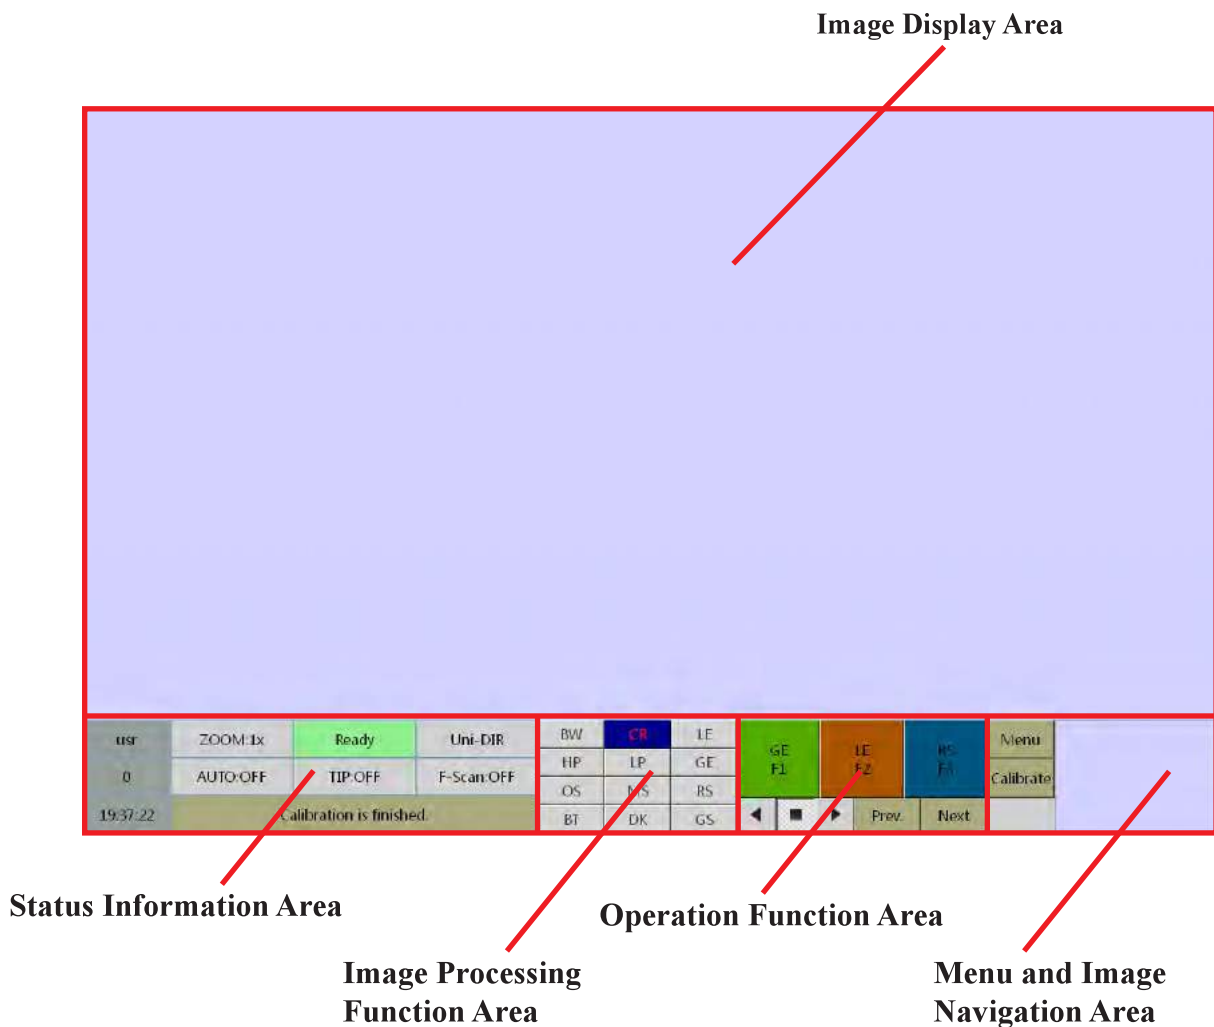 Image Display Area
usr
ZOOM:1x
Ready
Uni-DIR
0
AUTO:OFF
TIP:OFF
F-Scan:OFF
19:37:22
Calibration is finished.
BW CR LE
HP LP GE
OS MS RS
BT DK GS
GE
F1
LE
F2
RS
Prev. Next
Menu
Calibrate
Status Information Area
Operation Function Area
Image Processing
Function Area
Menu and Image
Navigation Area